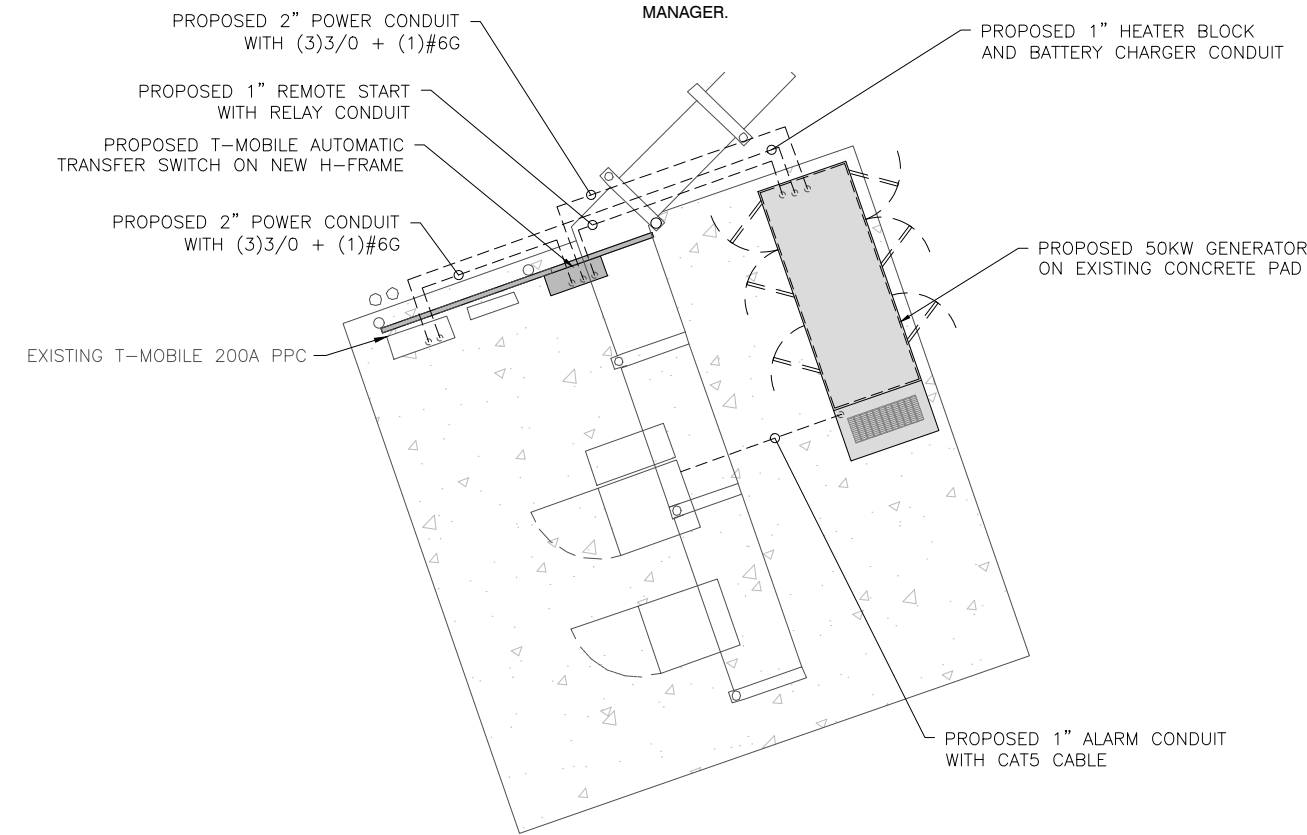 MANAGER.
PROPOSED 2” POWER CONDUIT
WITH (3)3/0 + (1)#6G
PROPOSED 1” HEATER BLOCK
AND BATTERY CHARGER CONDUIT
PROPOSED 1” REMOTE START
WITH RELAY CONDUIT
PROPOSED T-MOBILE AUTOMATIC
TRANSFER SWITCH ON NEW H-FRAME
PROPOSED 2” POWER CONDUIT
WITH (3)3/0 + (1)#6G
PROPOSED 50KW GENERATOR
ON EXISTING CONCRETE PAD
EXISTING T-MOBILE 200A PPC
PROPOSED 1” ALARM CONDUIT
WITH CAT5 CABLE